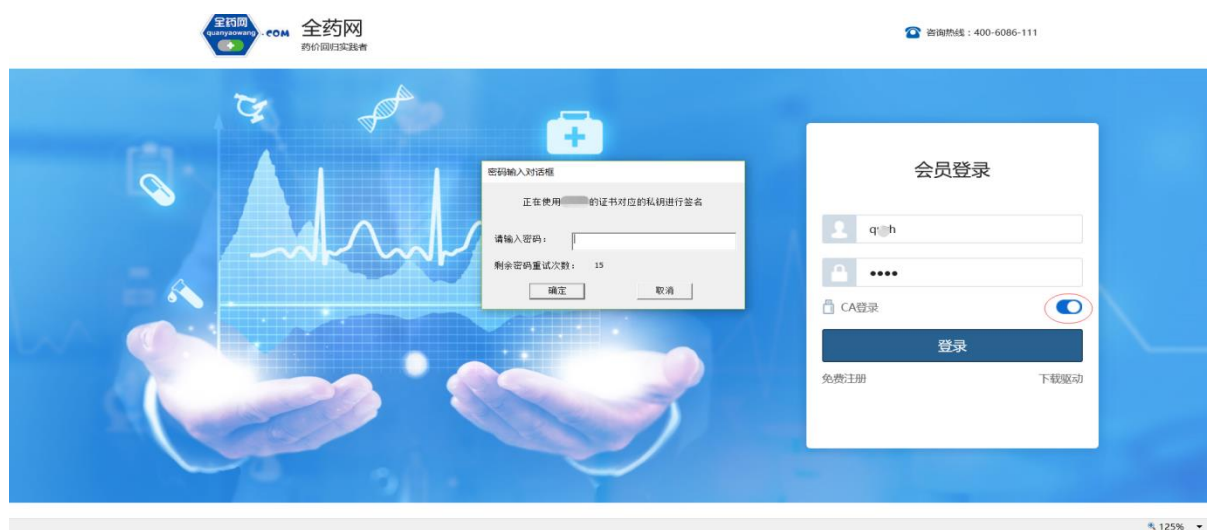 全药网
quanyaowang
.COM
全药网
药价回归实践者
咨询热线：400-6086-111
密码输入对话框
正在使用 的证书对应的私钥进行签名
请输入密码：
剩余密码重试次数： 15
确定
取消
会员登录
CA登录
登录
免费注册
下载驱动
125%